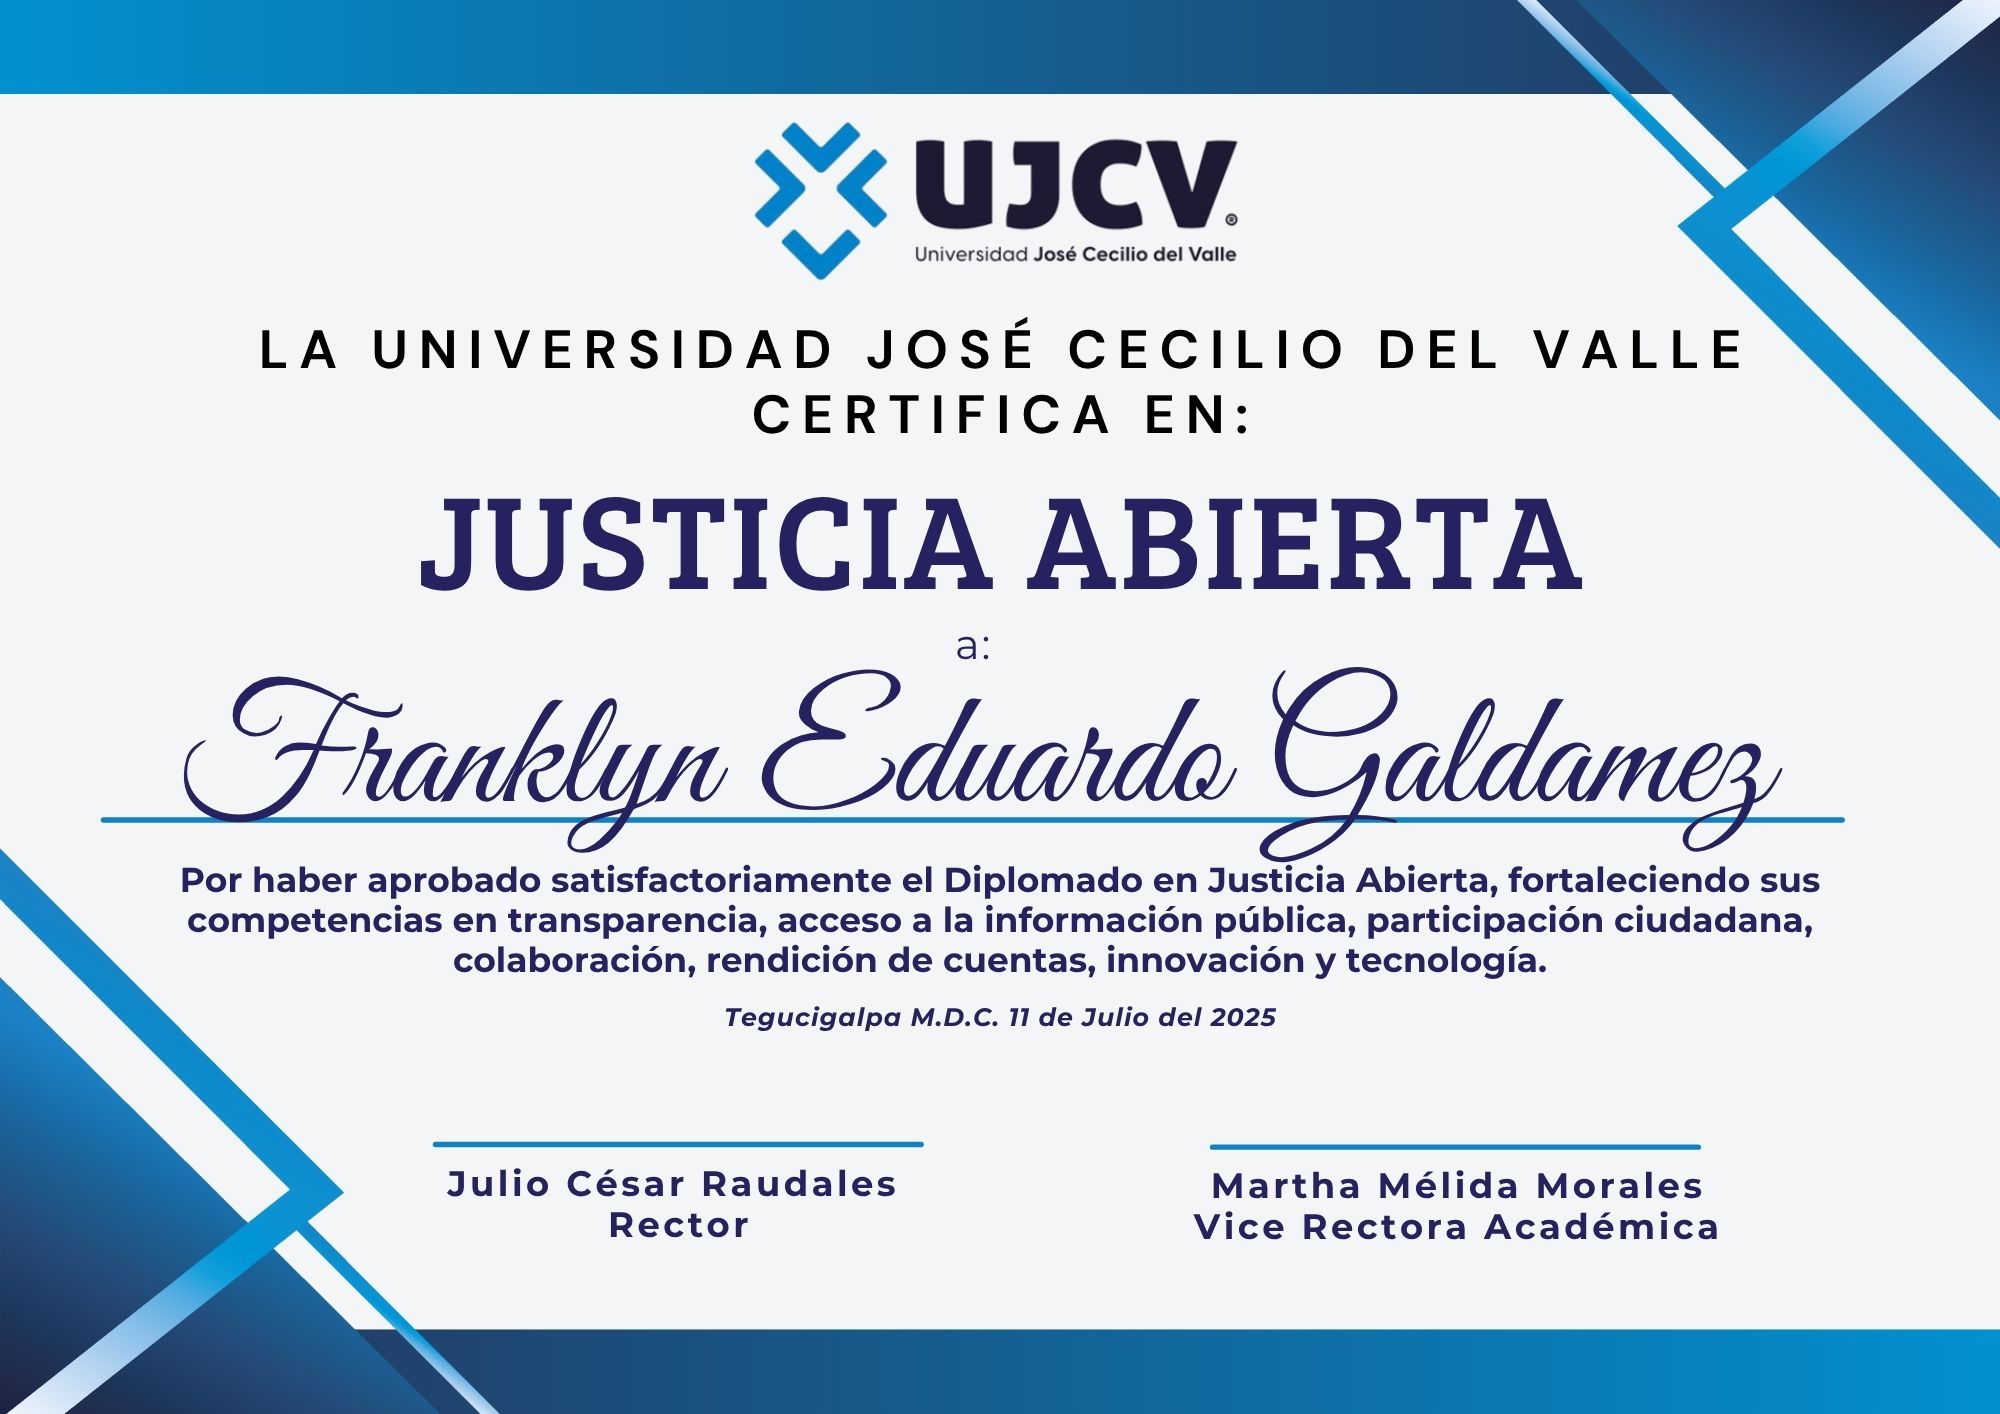 UJCV®
Universidad José Cecilio del Valle
LA UNIVERSIDAD JOSÉ CECILIO DEL VALLE
CERTIFICA EN:
JUSTICIA ABIERTA
a:
Franklyn Eduardo Galdamez
Por haber aprobado satisfactoriamente el Diplomado en Justicia Abierta, fortaleciendo sus
competencias en transparencia, acceso a la información pública, participación ciudadana,
colaboración, rendición de cuentas, innovación y tecnología.
Tegucigalpa M.D.C. 11 de Julio del 2025
Julio César Raudales
Rector
Martha Mélida Morales
Vice Rectora Académica